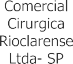 Comercial
Cirurgica
Rioclarense
Ltda- SP